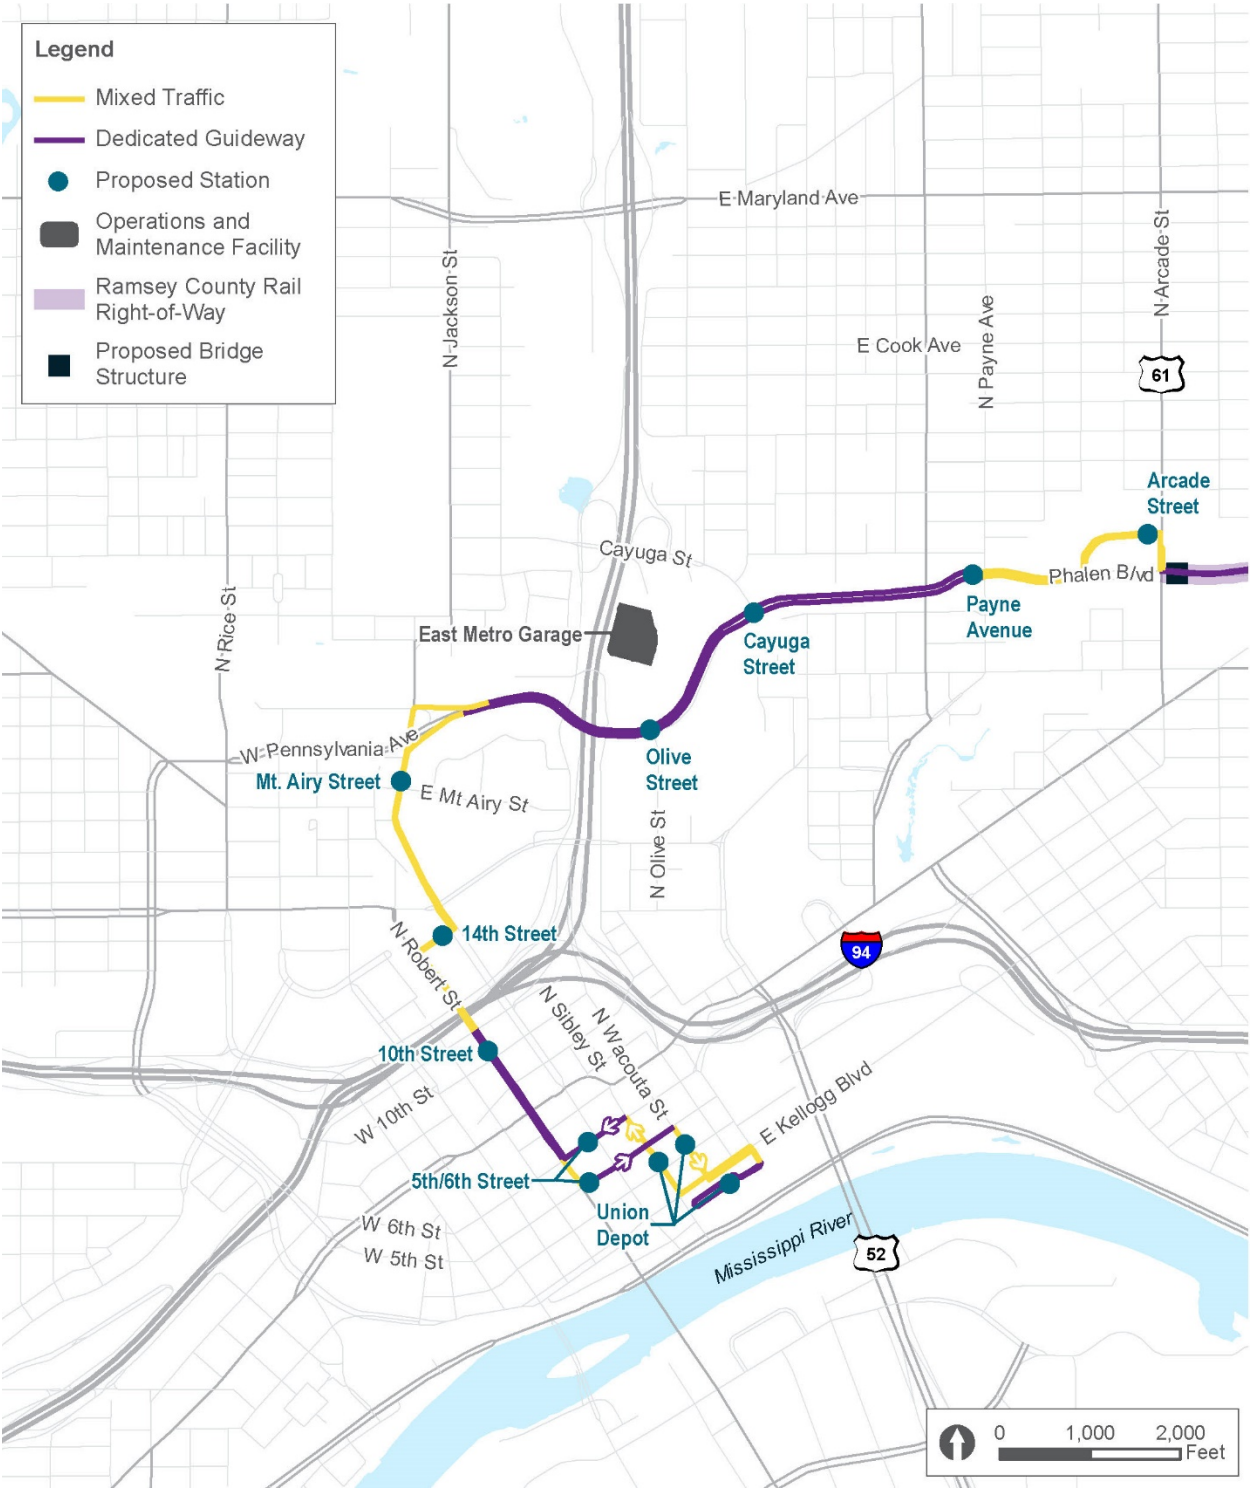 Legend
Mixed Traffic
Dedicated Guideway
Proposed Station
Operations and
Maintenance Facility
Ramsey County Rail
Right-of-Way
Proposed Bridge
Structure
E Maryland Ave
N Jackson St
N Arcade St
E Cook Ave
N Payne Ave
61
Arcade
Street
Cayuga St
Phalen Blvd
Payne
Avenue
N Rice St
East Metro Garage
Cayuga
Street
W Pennsylvania Ave
Mt. Airy Street
E Mt Airy St
Olive
Street
N Olive St
14th Street
N Robert St
94
N Sibley St
N Wacouta St
10th Street
W 10th St
E Kellogg Blvd
5th/6th Street
Union
Depot
W 6th St
W 5th St
Mississippi River
52
0 1,000 2,000
Feet